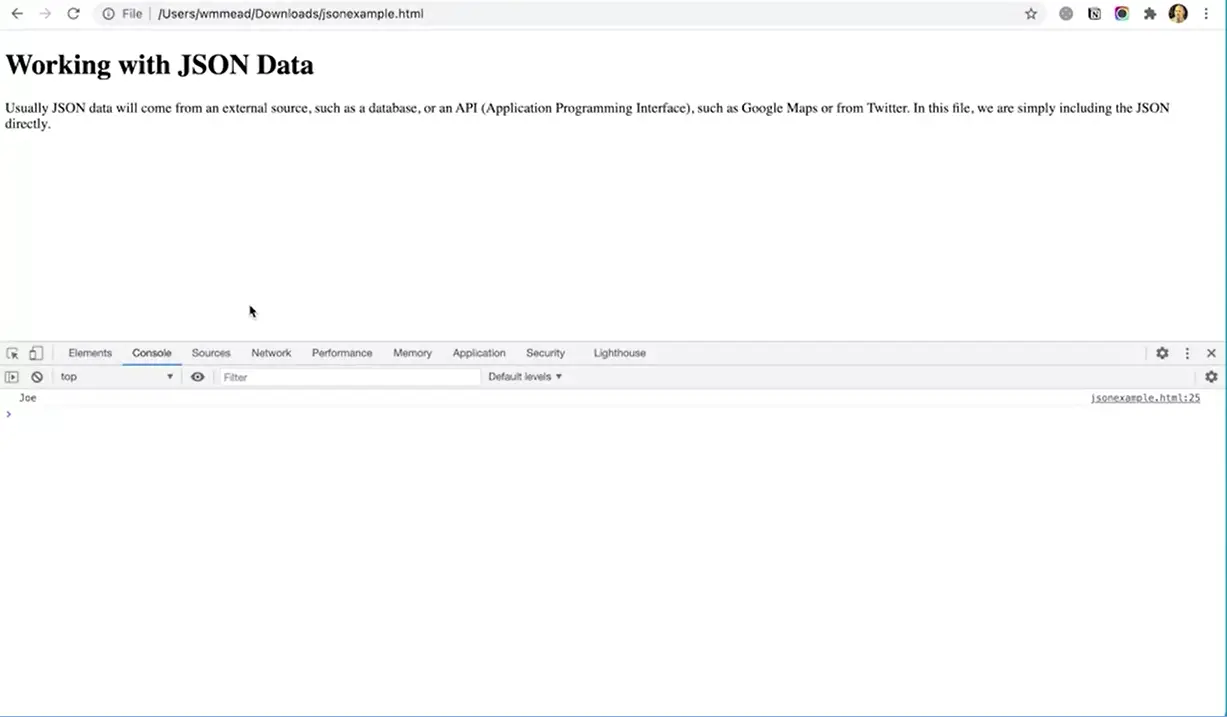 File | /Users/wmmead/Downloads/jsonexample.html
Working with JSON Data
Usually JSON data will come from an external source, such as a database, or an API (Application Programming Interface), such as Google Maps or from Twitter. In this file, we are simply including the JSON
directly.
Elements Console Sources Network Performance Memory Application Security Lighthouse
top Filter Default levels
Joe jsonexample.html:25